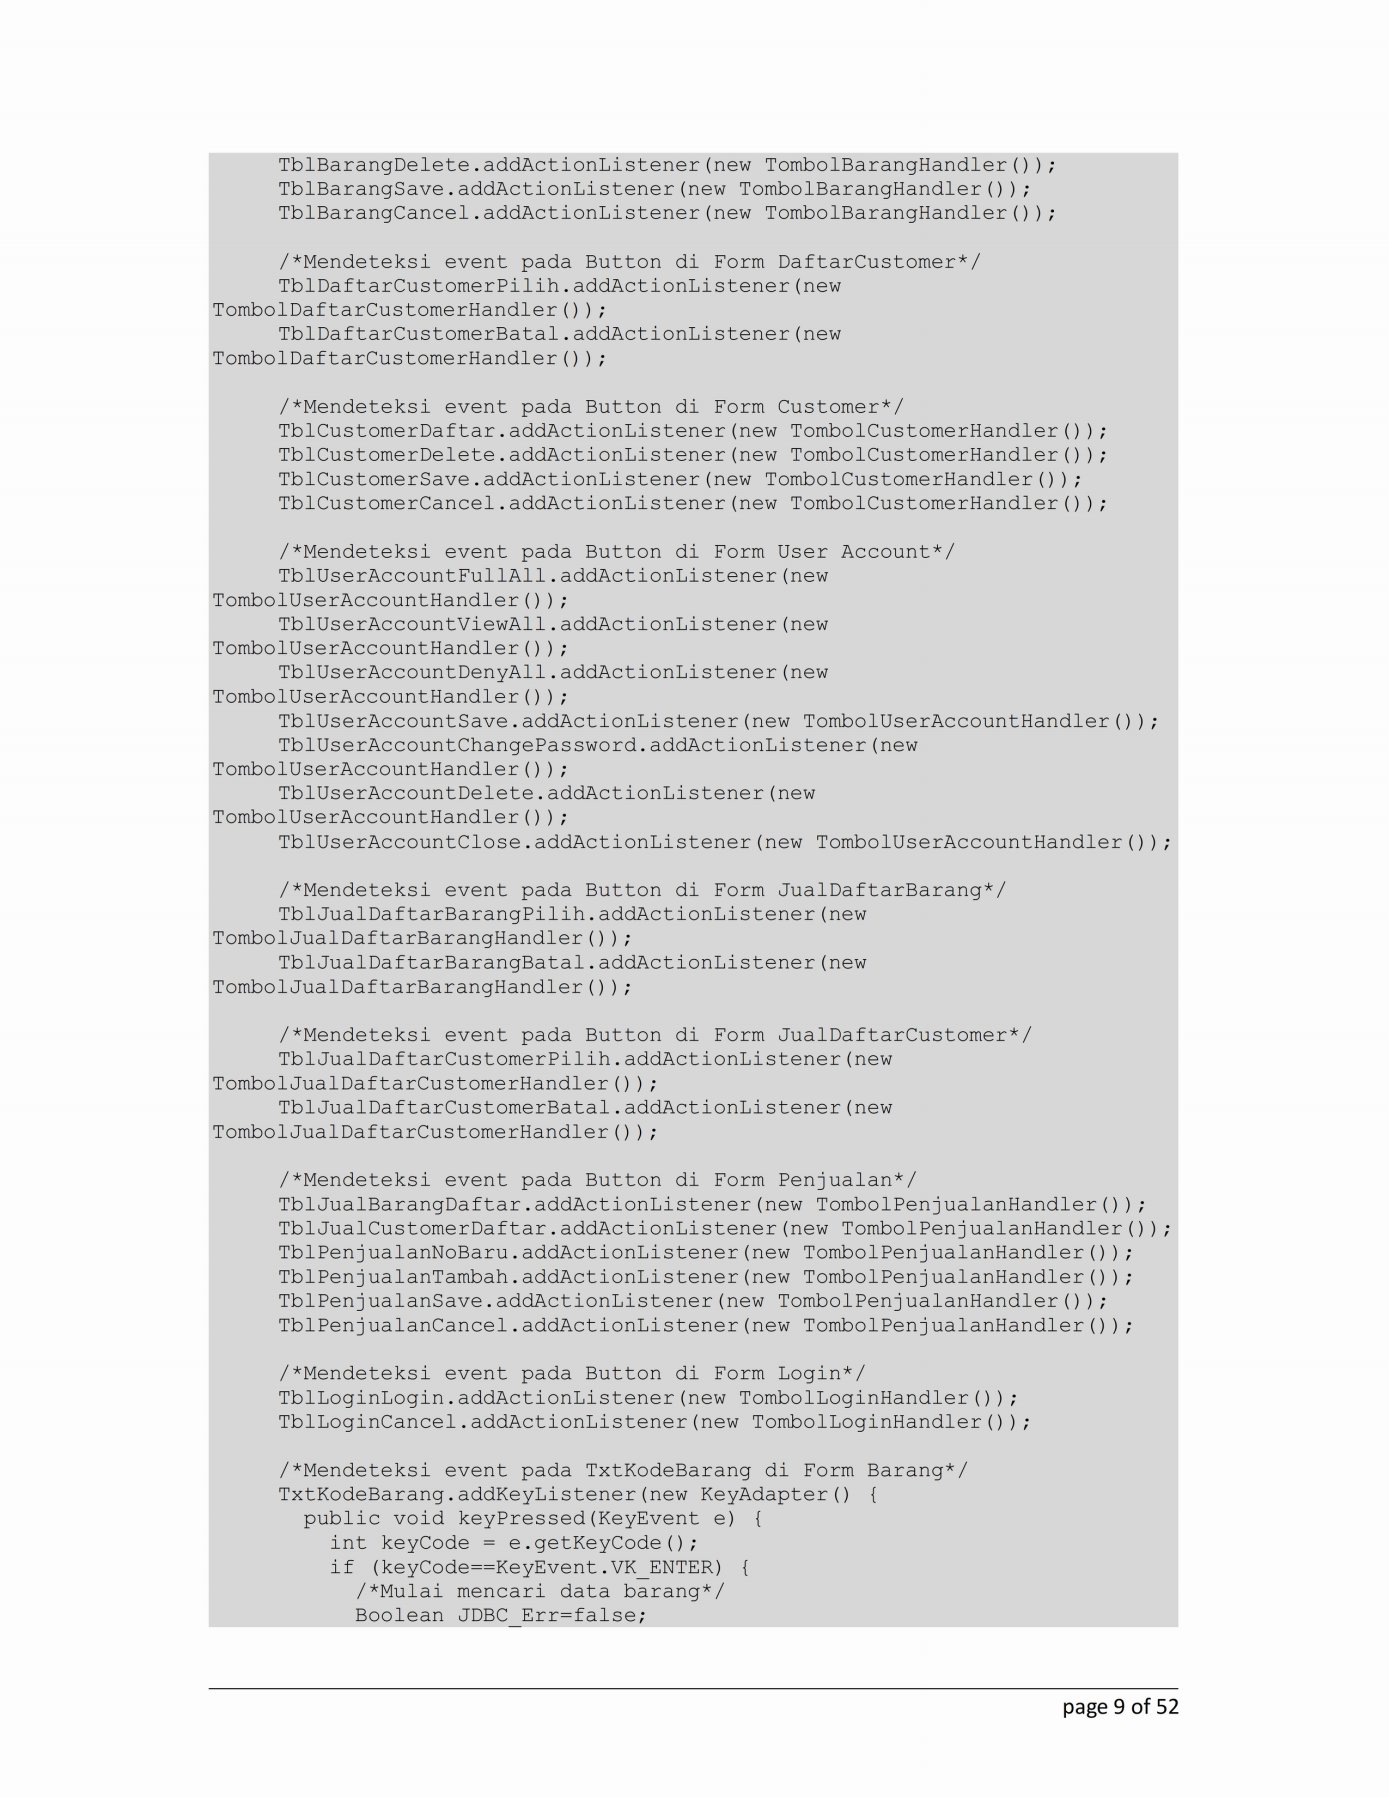 TblBarangDelete.addActionListener(new TombolBarangHandler());
TblBarangSave.addActionListener(new TombolBarangHandler());
TblBarangCancel.addActionListener(new TombolBarangHandler());
/*Mendeteksi event pada Button di Form DaftarCustomer*/
TblDaftarCustomerPilih.addActionListener(new
TombolDaftarCustomerHandler());
TblDaftarCustomerBatal.addActionListener(new
TombolDaftarCustomerHandler());
/*Mendeteksi event pada Button di Form Customer*/
TblCustomerDaftar.addActionListener(new TombolCustomerHandler());
TblCustomerDelete.addActionListener(new TombolCustomerHandler());
TblCustomerSave.addActionListener(new TombolCustomerHandler());
TblCustomerCancel.addActionListener(new TombolCustomerHandler());
/*Mendeteksi event pada Button di Form User Account*/
TblUserAccountFullAll.addActionListener(new
TombolUserAccountHandler());
TblUserAccountViewAll.addActionListener(new
TombolUserAccountHandler());
TblUserAccountDenyAll.addActionListener(new
TombolUserAccountHandler());
TblUserAccountSave.addActionListener(new TombolUserAccountHandler());
TblUserAccountChangePassword.addActionListener(new
TombolUserAccountHandler());
TblUserAccountDelete.addActionListener(new
TombolUserAccountHandler());
TblUserAccountClose.addActionListener(new TombolUserAccountHandler());
/*Mendeteksi event pada Button di Form JualDaftarBarang*/
TblJualDaftarBarangPilih.addActionListener(new
TombolJualDaftarBarangHandler());
TblJualDaftarBarangBatal.addActionListener(new
TombolJualDaftarBarangHandler());
/*Mendeteksi event pada Button di Form JualDaftarCustomer*/
TblJualDaftarCustomerPilih.addActionListener(new
TombolJualDaftarCustomerHandler());
TblJualDaftarCustomerBatal.addActionListener(new
TombolJualDaftarCustomerHandler());
/*Mendeteksi event pada Button di Form Penjualan*/
TblJualBarangDaftar.addActionListener(new TombolPenjualanHandler());
TblJualCustomerDaftar.addActionListener(new TombolPenjualanHandler());
TblPenjualanNoBaru.addActionListener(new TombolPenjualanHandler());
TblPenjualanTambah.addActionListener(new TombolPenjualanHandler());
TblPenjualanSave.addActionListener(new TombolPenjualanHandler());
TblPenjualanCancel.addActionListener(new TombolPenjualanHandler());
/*Mendeteksi event pada Button di Form Login*/
TblLoginLogin.addActionListener(new TombolLoginHandler());
TblLoginCancel.addActionListener(new TombolLoginHandler());
/*Mendeteksi event pada TxtKodeBarang di Form Barang*/
TxtKodeBarang.addKeyListener(new KeyAdapter() {
public void keyPressed(KeyEvent e) {
int keyCode = e.getKeyCode();
if (keyCode==KeyEvent.VK_ENTER) {
/*Mulai mencari data barang*/
Boolean JDBC_Err=false;
page 9 of 52